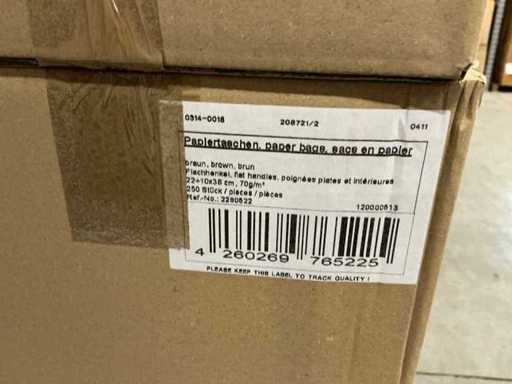 0314-0018 208721/2 0411
Papiertaschen, paper bags, sacs en papier
braun, brown, brun
Flachhenkel, flat handles, poignées plates et intérieures
22+10x36 cm, 70g/m²
250 Stück / pieces / pièces
Ref.-No.: 2280522 120000513
4 260269 765225
PLEASE KEEP THIS LABEL TO TRACK QUALITY !